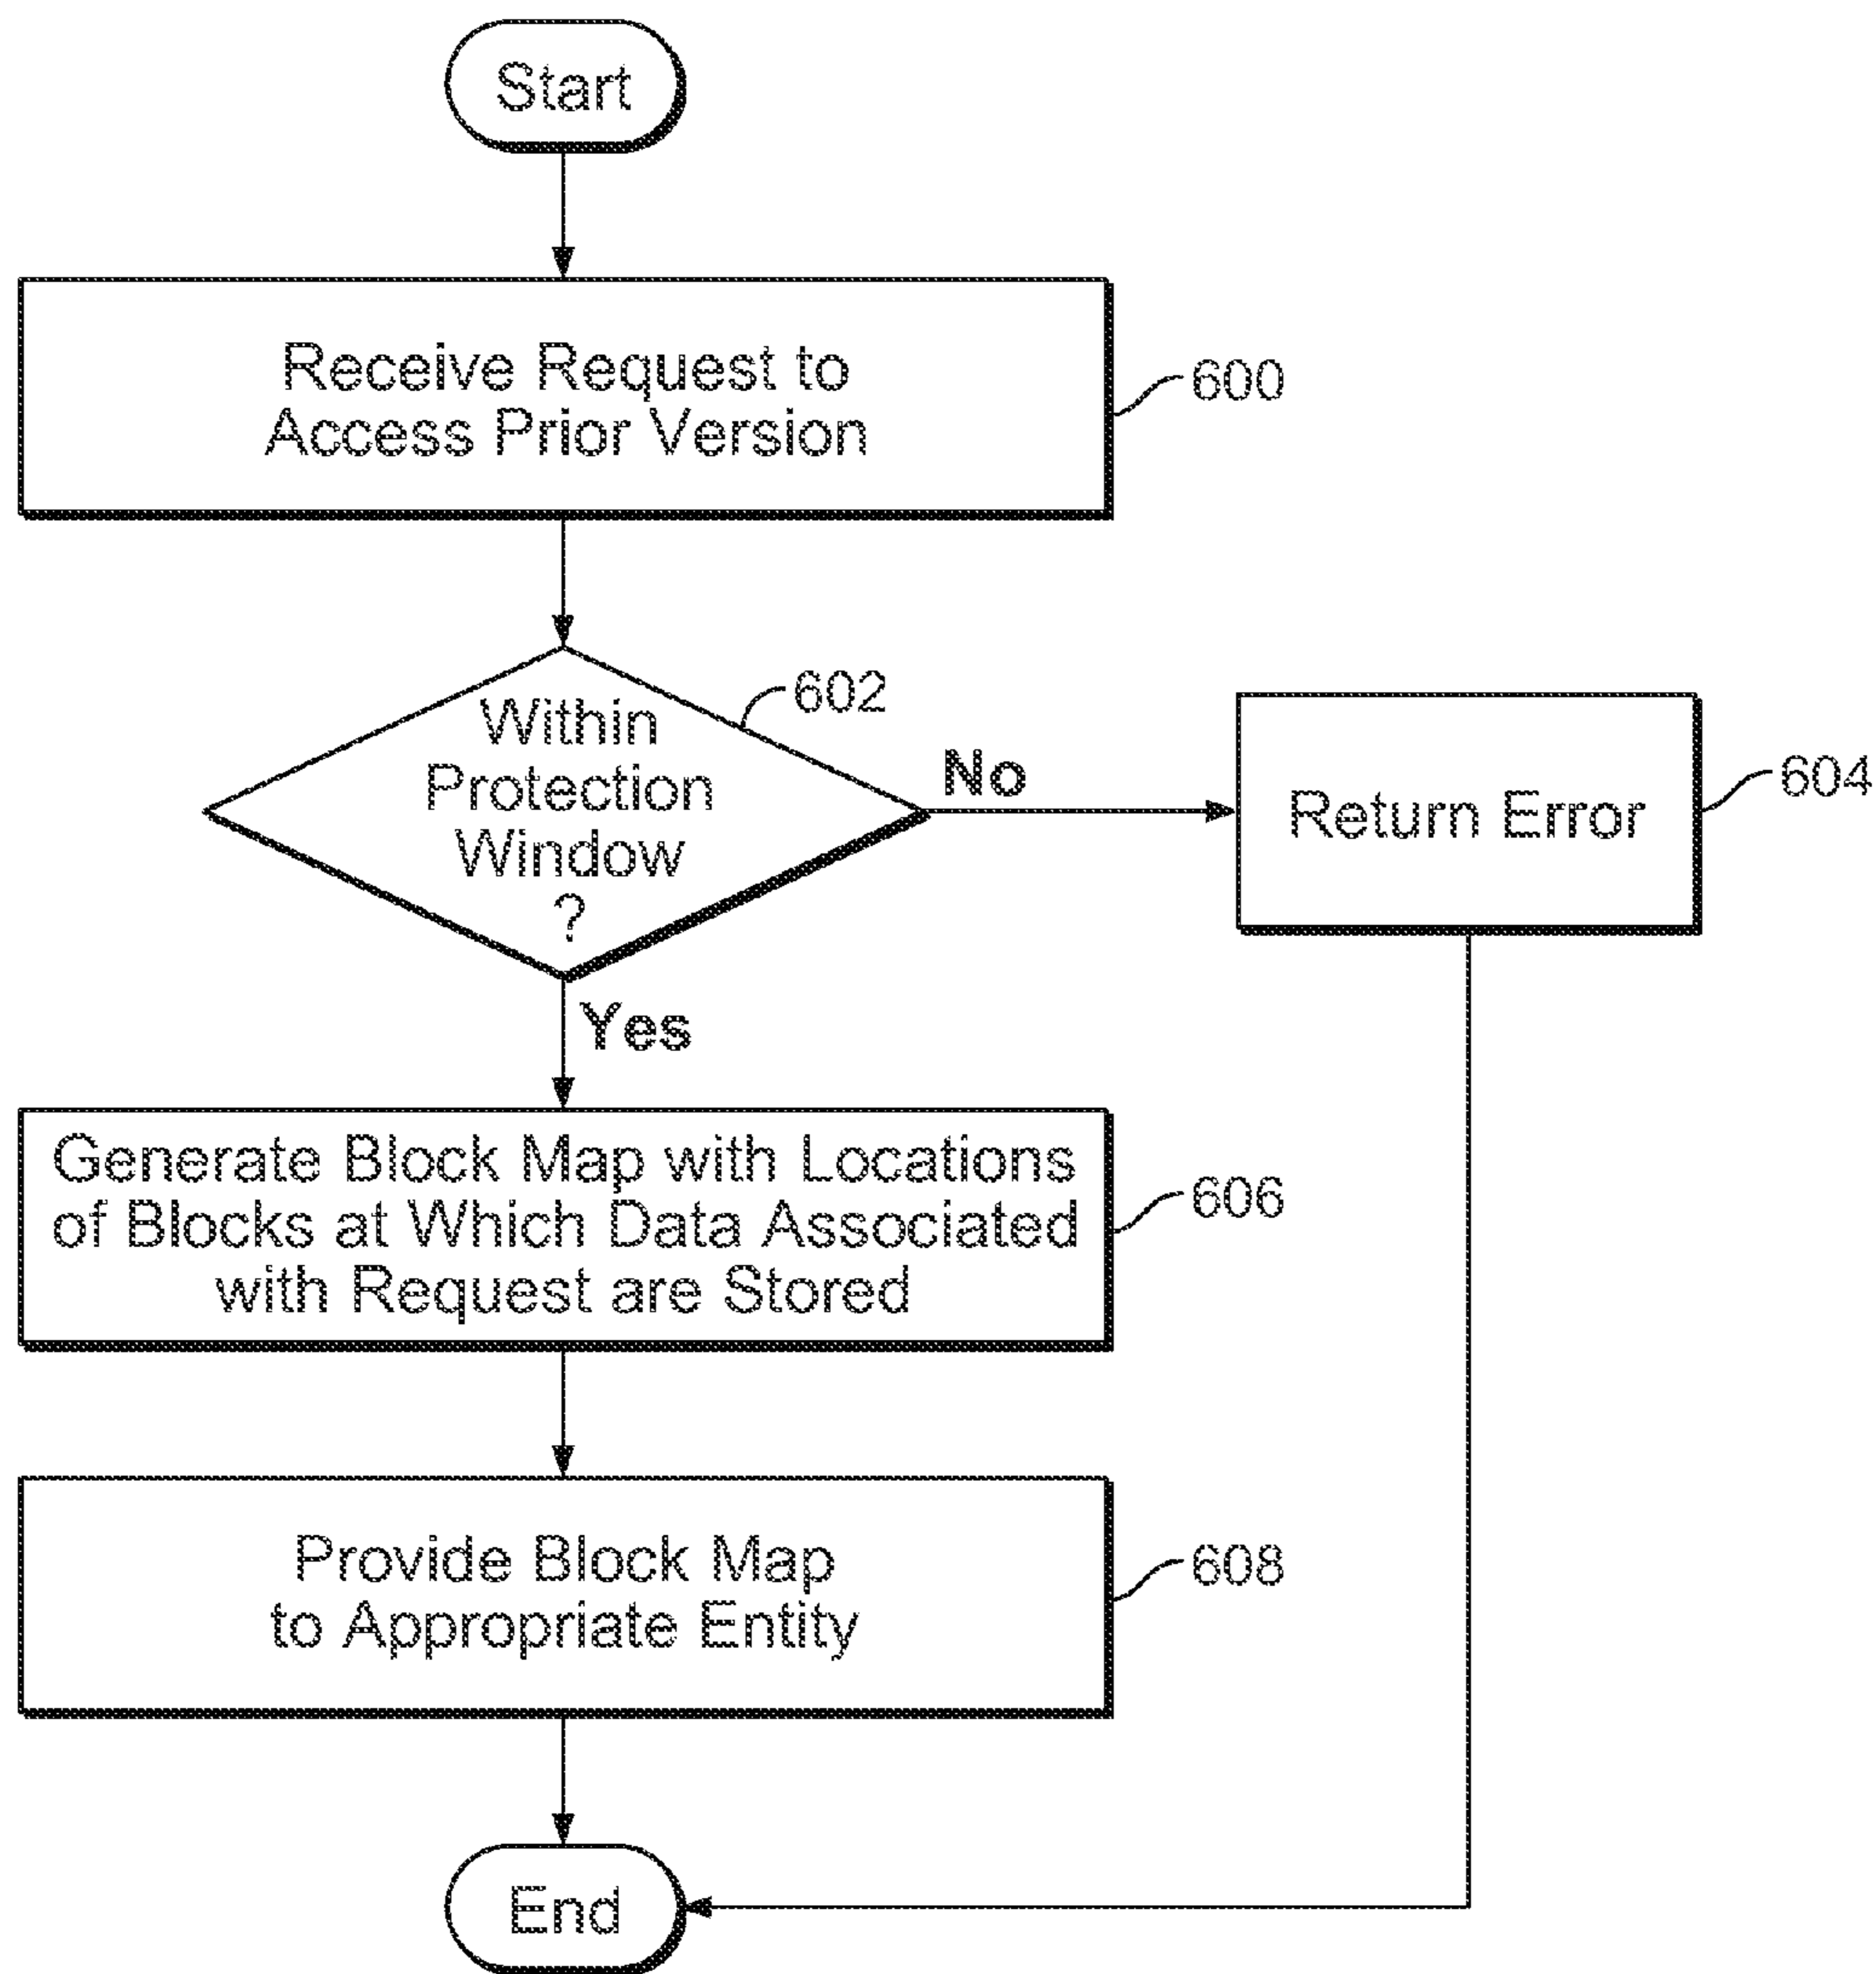 Start
Receive Request to
Access Prior Version
600
602
Within
Protection
Window
?
No
Return Error
604
Yes
Generate Block Map with Locations
of Blocks at Which Data Associated
with Request are Stored
606
Provide Block Map
to Appropriate Entity
608
End